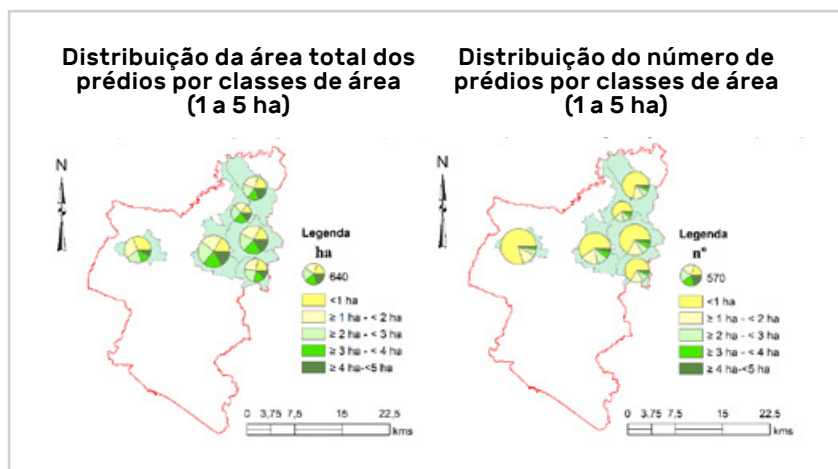 Distribuição da área total dos
prédios por classes de área
(1 a 5 ha)
N
Legenda
ha
640
<1 ha
≥ 1 ha - < 2 ha
≥ 2 ha - < 3 ha
≥ 3 ha - < 4 ha
≥ 4 ha-<5 ha
0 3,75 7,5 15 22,5
kms
Distribuição do número de
prédios por classes de área
(1 a 5 ha)
N
Legenda
nº
570
<1 ha
≥ 1 ha - < 2 ha
≥ 2 ha - < 3 ha
≥ 3 ha - < 4 ha
≥ 4 ha-<5 ha
0 3,75 7,5 15 22,5
kms